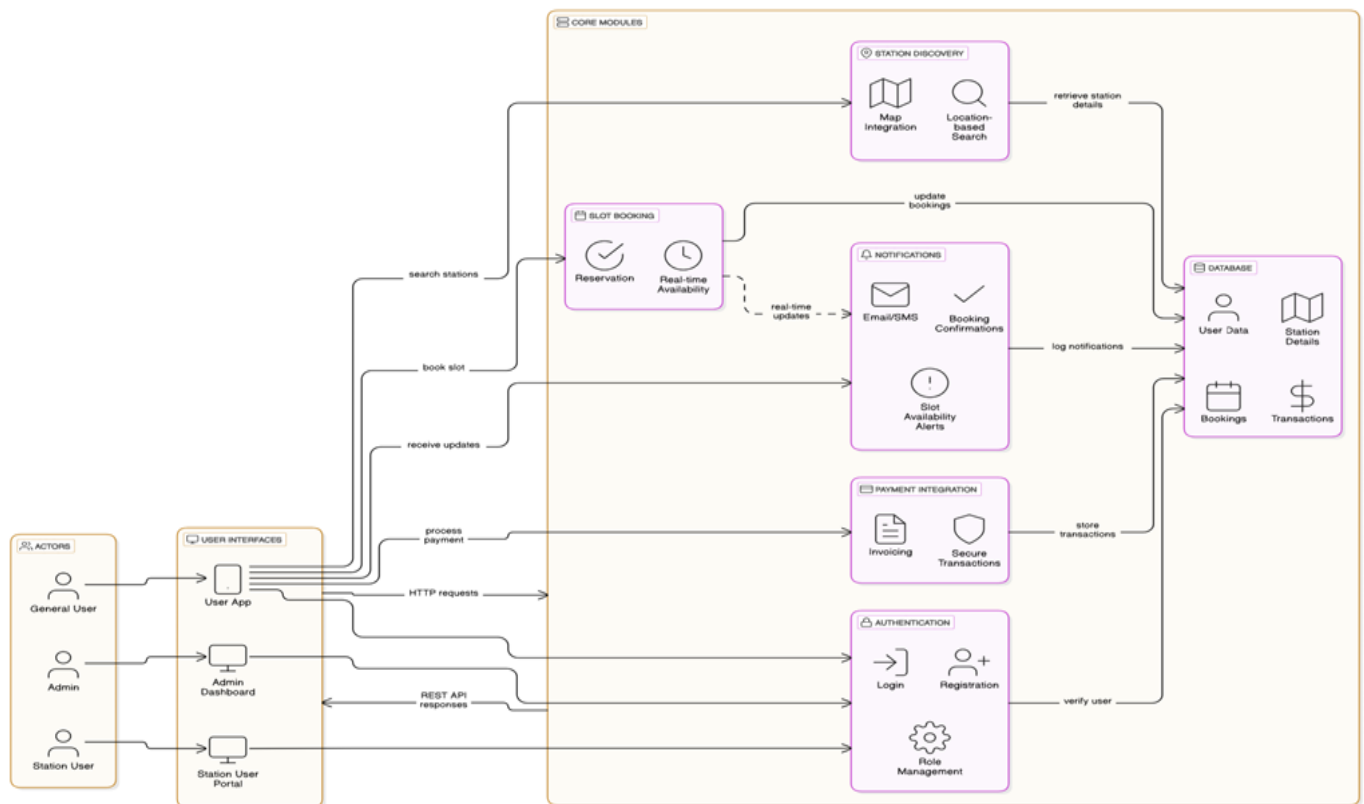 CORE MODULES
STATION DISCOVERY
Map
Integration
Location-
based
Search
retrieve station
details
update
bookings
SLOT BOOKING
Reservation
Real-time
Availability
search stations
real-time
updates
NOTIFICATIONS
Email/SMS
Booking
Confirmations
Slot
Availability
Alerts
log notifications
DATABASE
User Data
Station
Details
Bookings
Transactions
book slot
receive updates
process
payment
PAYMENT INTEGRATION
Invoicing
Secure
Transactions
store
transactions
ACTORS
General User
Admin
Station User
USER INTERFACES
User App
Admin
Dashboard
Station User
Portal
HTTP requests
REST API
responses
AUTHENTICATION
Login
Registration
Role
Management
verify user